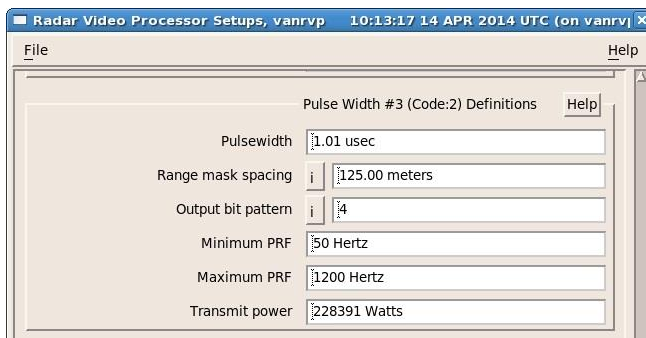 Radar Video Processor Setups, vanrvp 10:13:17 14 APR 2014 UTC (on vanrv
File Help
Pulse Width #3 (Code:2) Definitions Help
Pulsewidth 1.01 usec
Range mask spacing i 125.00 meters
Output bit pattern i 4
Minimum PRF 50 Hertz
Maximum PRF 1200 Hertz
Transmit power 228391 Watts